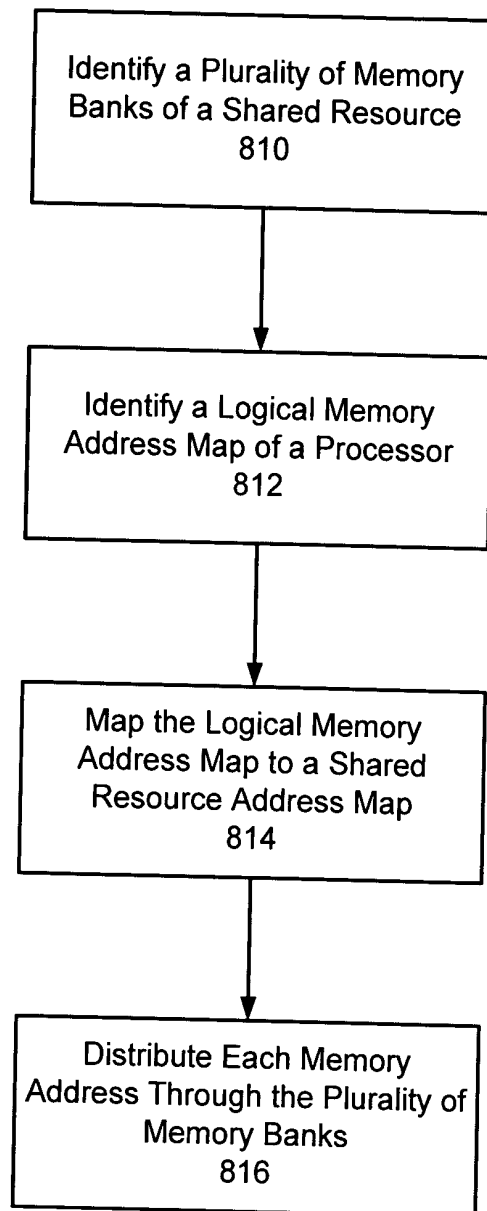 Identify a Plurality of Memory
Banks of a Shared Resource
810
Identify a Logical Memory
Address Map of a Processor
812
Map the Logical Memory
Address Map to a Shared
Resource Address Map
814
Distribute Each Memory
Address Through the Plurality of
Memory Banks
816